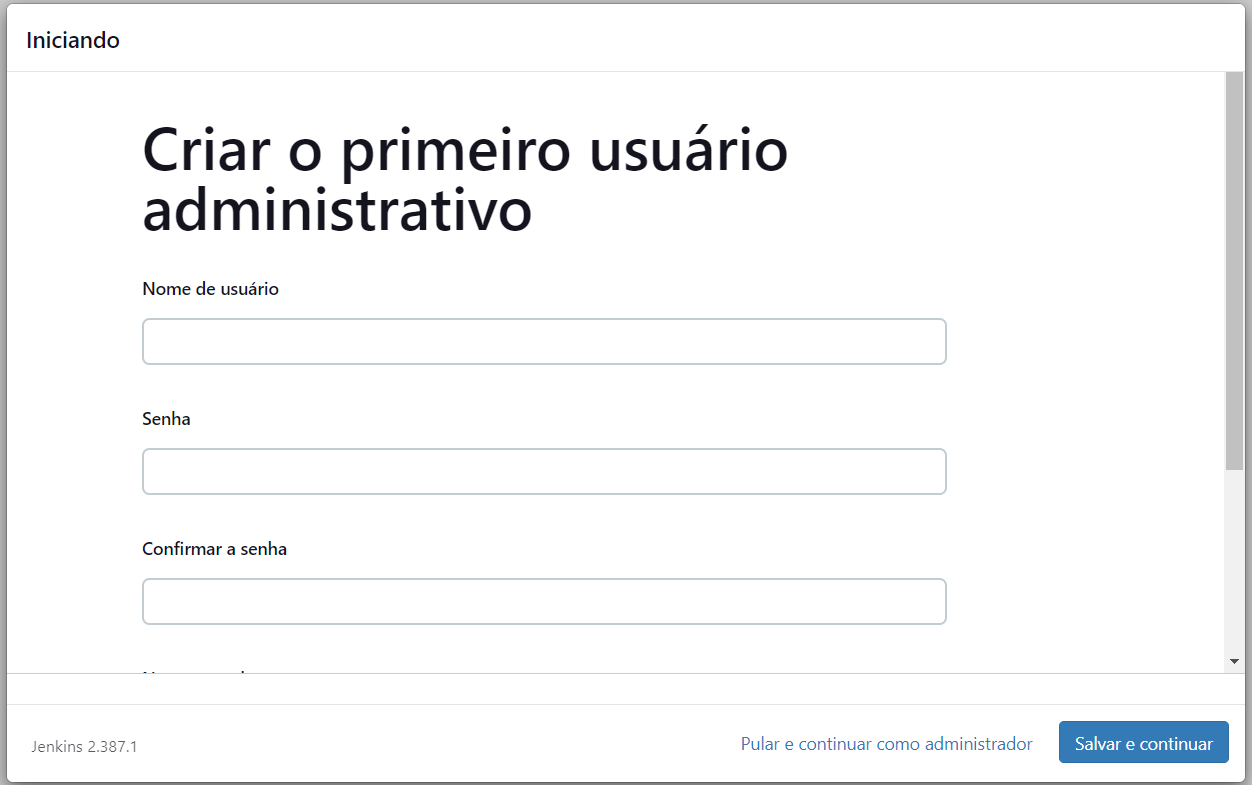 Iniciando
Criar o primeiro usuário
administrativo
Nome de usuário
Senha
Confirmar a senha
Jenkins 2.387.1
Pular e continuar como administrador
Salvar e continuar